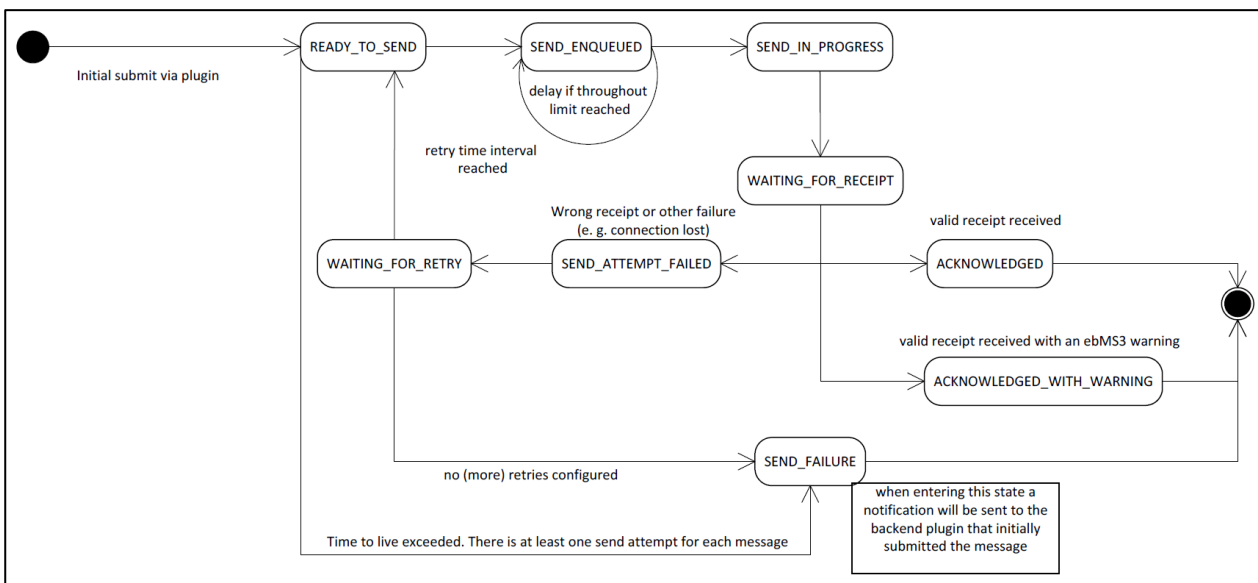 READY_TO_SEND
SEND_ENQUEUED
SEND_IN_PROGRESS
Initial submit via plugin
delay if throughout
limit reached
retry time interval
reached
WAITING_FOR_RECEIPT
Wrong receipt or other failure
(e. g. connection lost)
valid receipt received
WAITING_FOR_RETRY
SEND_ATTEMPT_FAILED
ACKNOWLEDGED
valid receipt received with an ebMS3 warning
ACKNOWLEDGED_WITH_WARNING
SEND_FAILURE
no (more) retries configured
when entering this state a
notification will be sent to the
backend plugin that initially
submitted the message
Time to live exceeded. There is at least one send attempt for each message